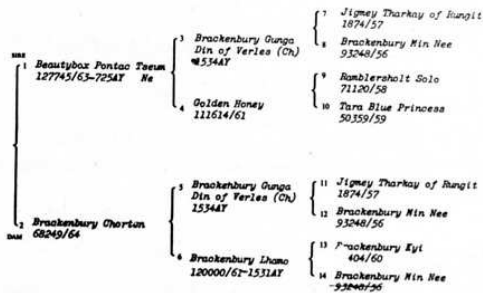 SIRE
1 Beautybox Pontac Tseum
127745/63-725AY Ne
3 Brackenbury Gunga
Din of Verles (Ch)
1534AY
4 Golden Honey
111614/61
7 Jigmey Tharkay of Rungit
1874/57
8 Brackenbury Min Nee
93248/56
9 Ramblersholt Solo
71120/58
10 Tara Blue Princess
50359/59
2 Brackenbury Chorten
DAM 68249/64
5 Brackenbury Gunga
Din of Verles (Ch)
1534AY
6 Brackenbury Lhamo
120000/61-1531AY
11 Jigmey Tharkay of Rungit
1874/57
12 Brackenbury Min Nee
93248/56
13 Brackenbury Kyi
404/60
14 Brackenbury Min Nee
93248/56